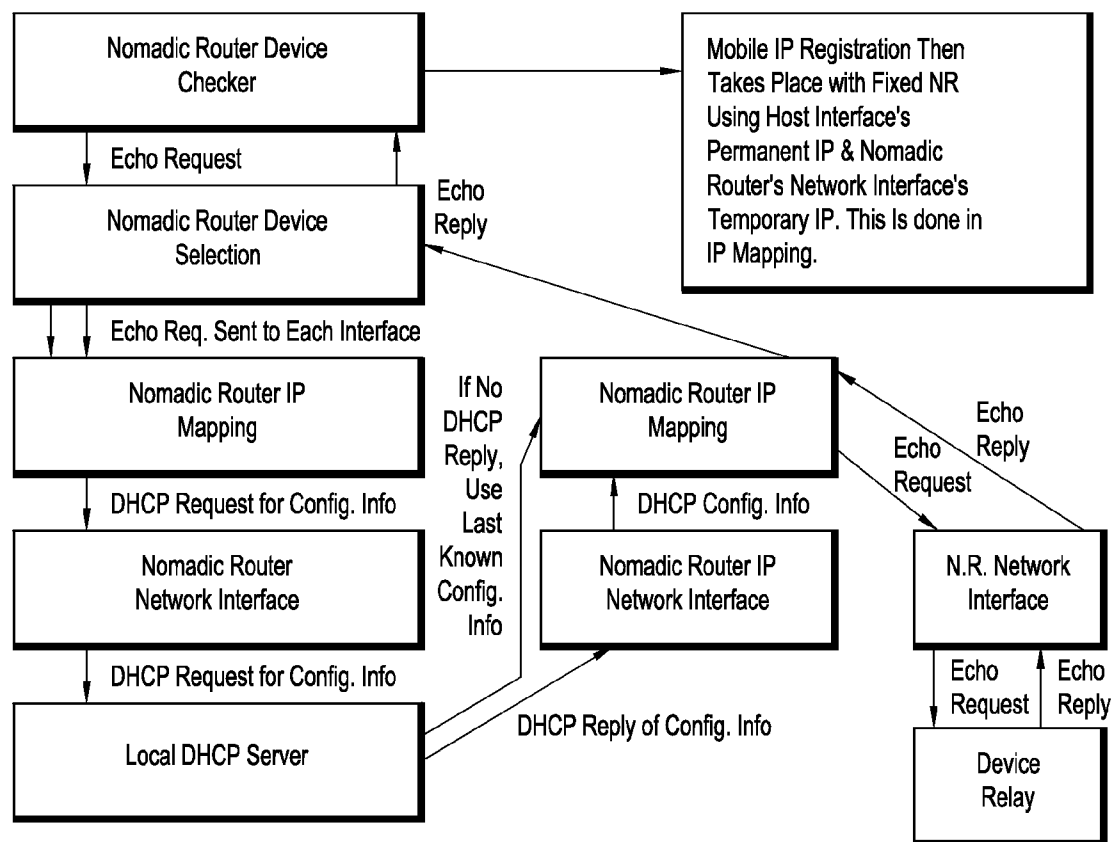 Nomadic Router Device
Checker
Mobile IP Registration Then
Takes Place with Fixed NR
Using Host Interface's
Permanent IP & Nomadic
Router's Network Interface's
Temporary IP. This Is done in
IP Mapping.
Echo Request
Echo
Reply
Nomadic Router Device
Selection
Echo Req. Sent to Each Interface
Nomadic Router IP
Mapping
If No
DHCP
Reply,
Use
Last
Known
Config.
Info
Nomadic Router IP
Mapping
Echo
Reply
Echo
Request
DHCP Request for Config. Info
DHCP Config. Info
Nomadic Router
Network Interface
Nomadic Router IP
Network Interface
N.R. Network
Interface
DHCP Request for Config. Info
Echo
Request
Echo
Reply
DHCP Reply of Config. Info
Local DHCP Server
Device
Relay